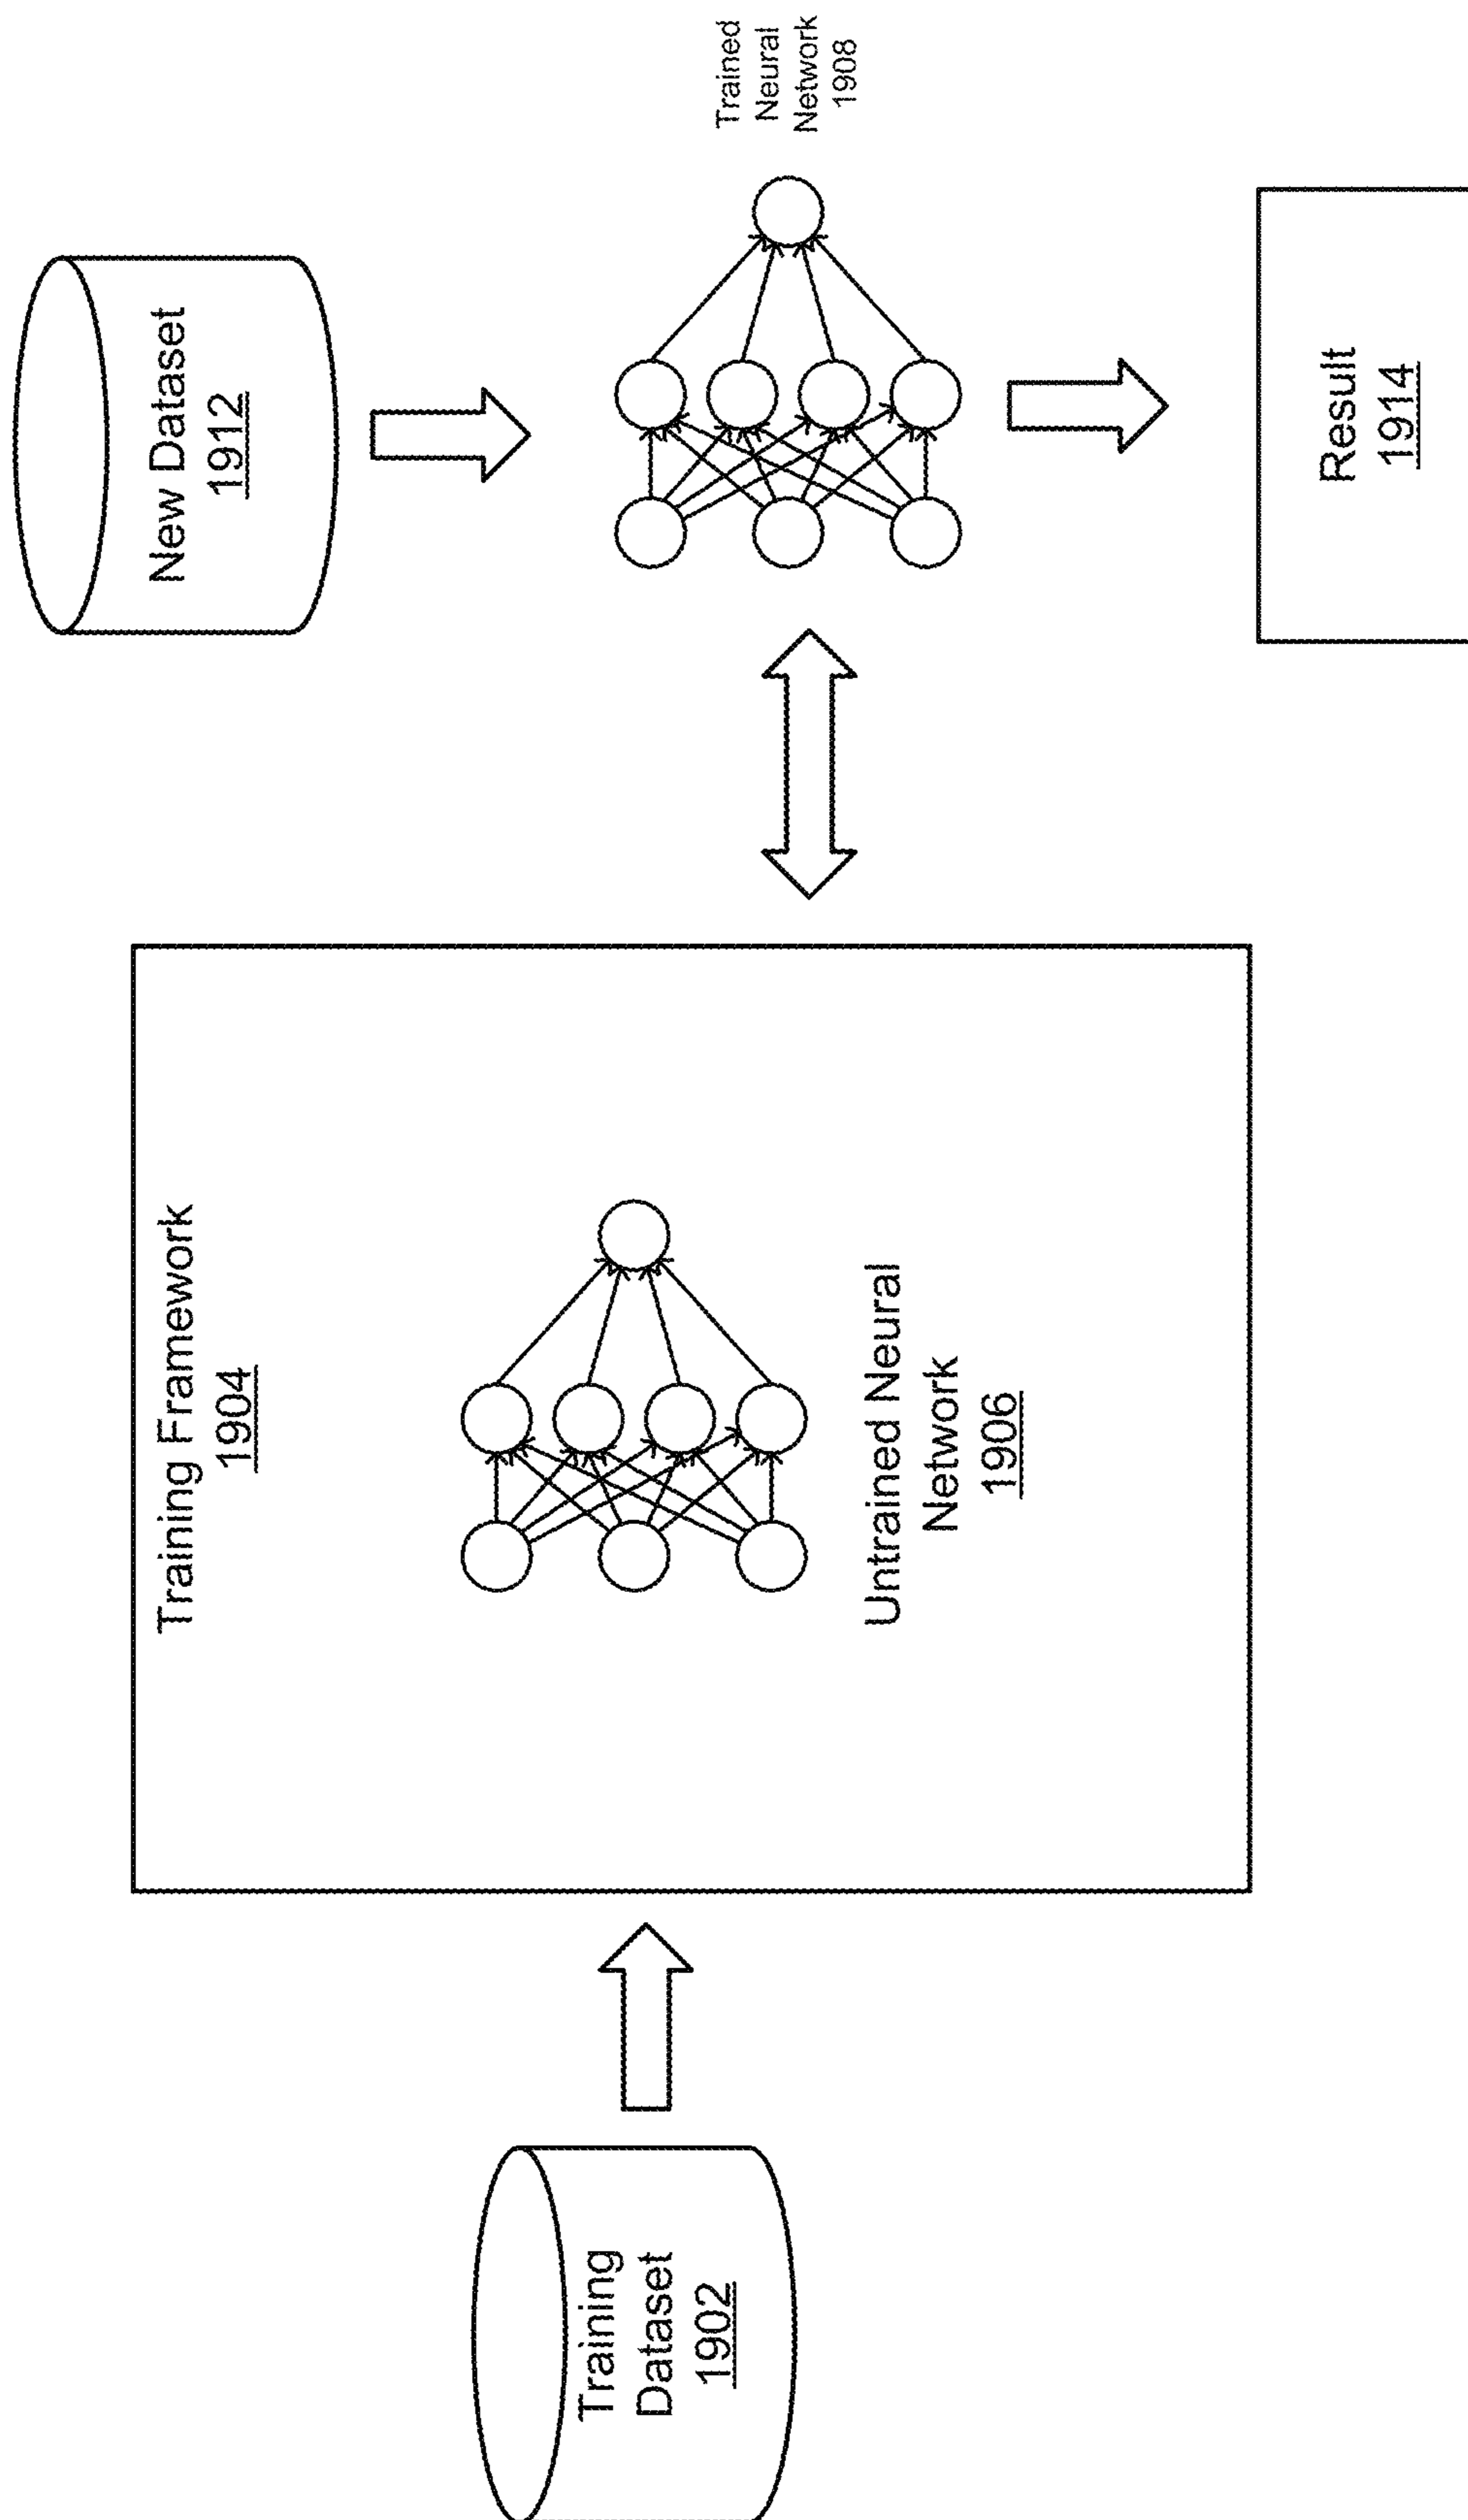 Training
Dataset
1902
Training Framework
1904
Untrained Neural
Network
1906
New Dataset
1912
Trained
Neural
Network
1908
Result
1914